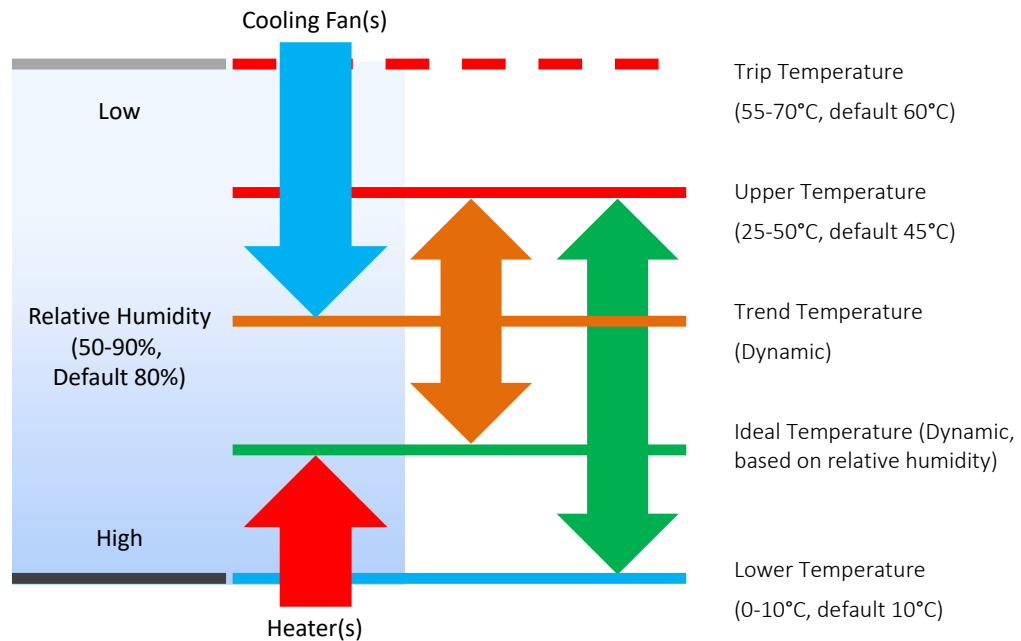 Cooling Fan(s)
Low
Relative Humidity
(50-90%,
Default 80%)
High
Heater(s)
Trip Temperature
(55-70°C, default 60°C)
Upper Temperature
(25-50°C, default 45°C)
Trend Temperature
(Dynamic)
Ideal Temperature (Dynamic,
based on relative humidity)
Lower Temperature
(0-10°C, default 10°C)